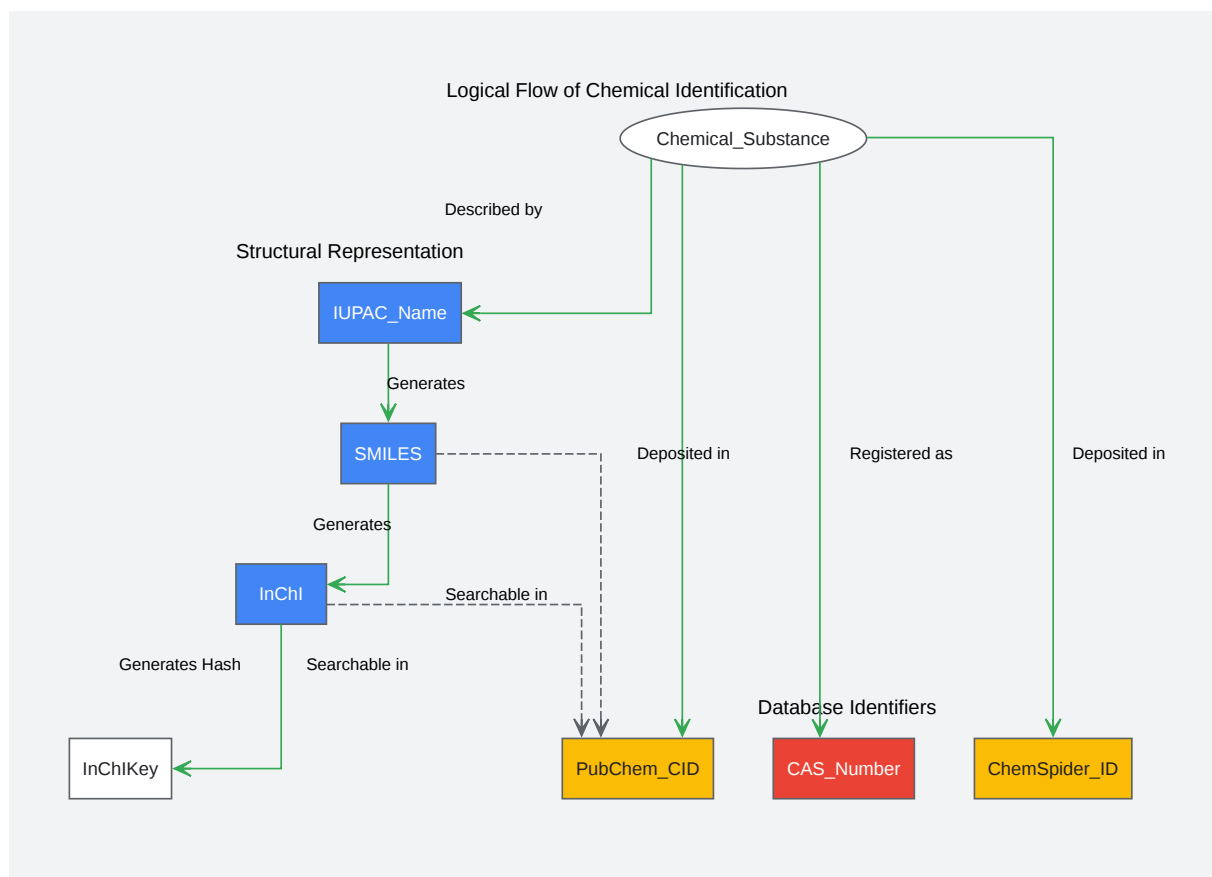 Logical Flow of Chemical Identification
Chemical_Substance
Described by
Structural Representation
IUPAC_Name
Generates
SMILES
Deposited in
Registered as
Deposited in
Generates
InChI
Searchable in
Generates Hash
Searchable in
Database Identifiers
InChIKey
PubChem_CID
CAS_Number
ChemSpider_ID